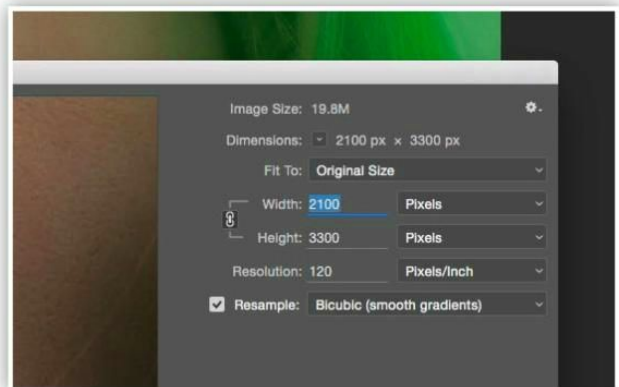 Image Size: 19.8M
Dimensions: 2100 px × 3300 px
Fit To: Original Size
Width: 2100 Pixels
Height: 3300 Pixels
Resolution: 120 Pixels/Inch
Resample: Bicubic (smooth gradients)